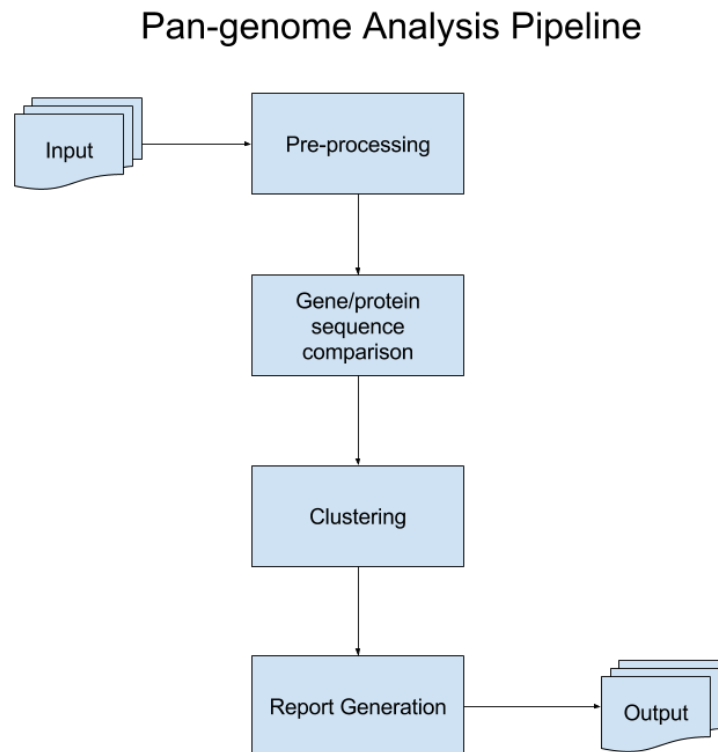 Pan-genome Analysis Pipeline
Input
Pre-processing
Gene/protein
sequence
comparison
Clustering
Report Generation
Output